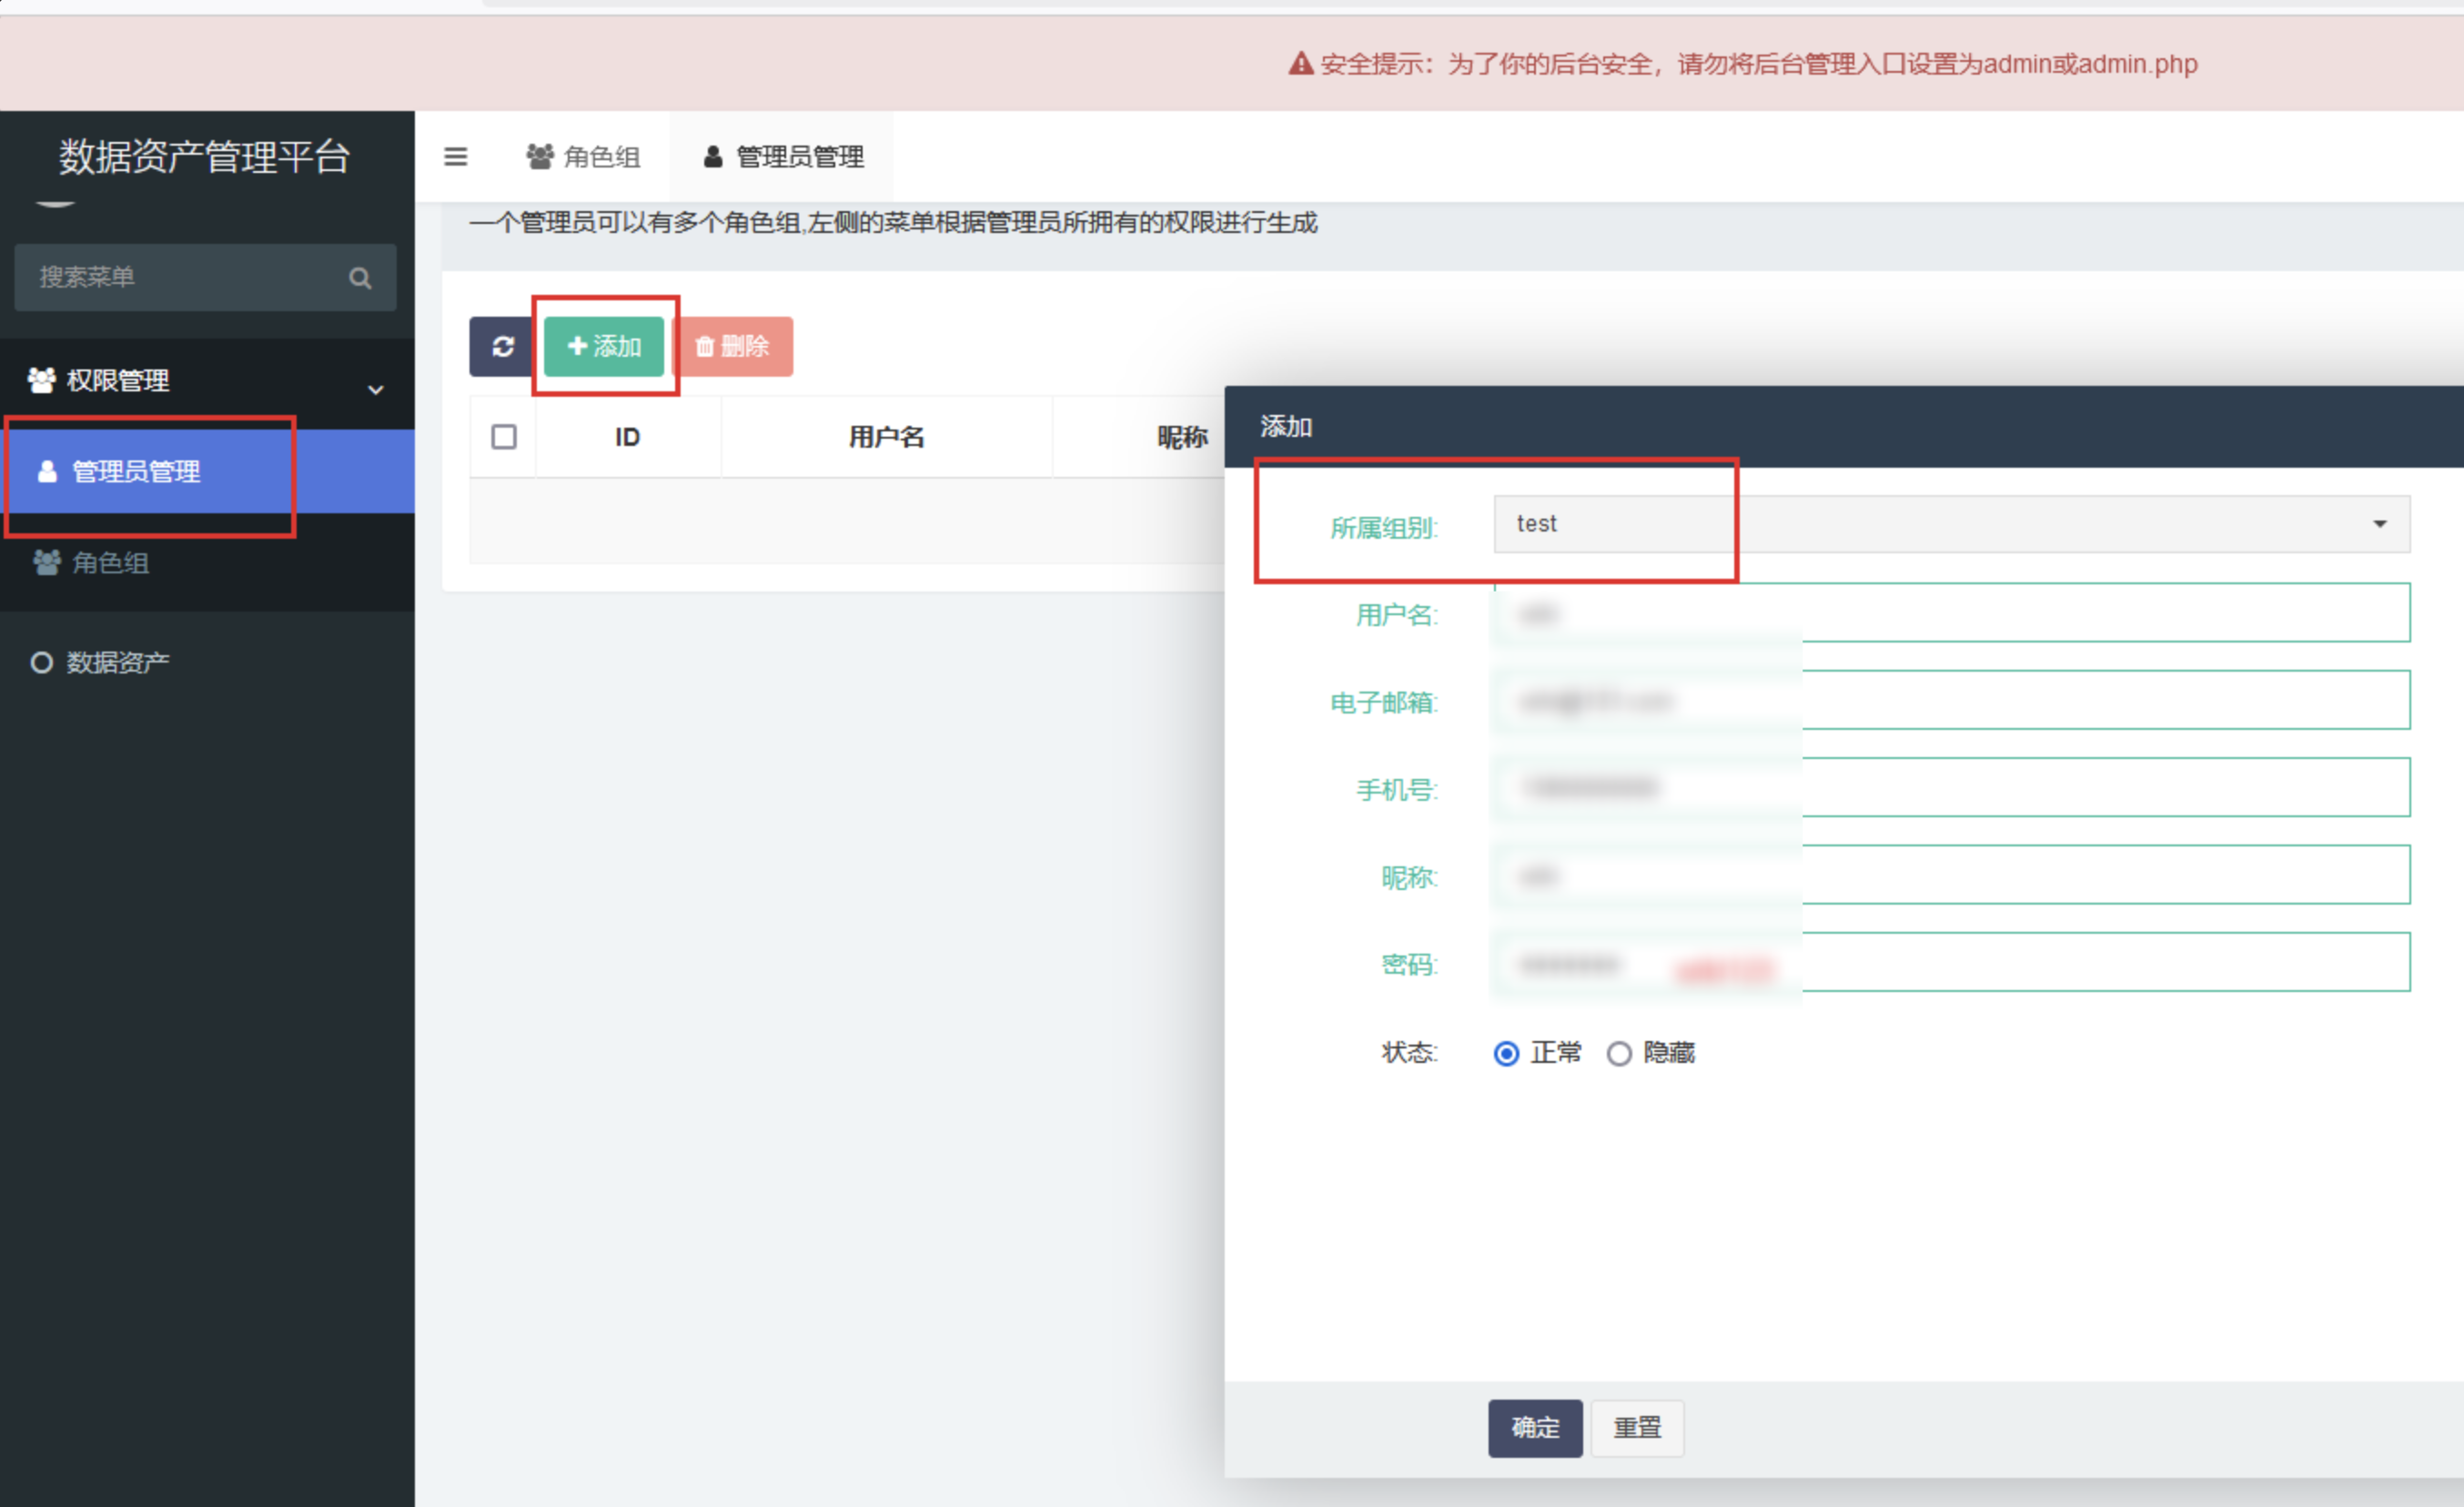 安全提示：为了你的后台安全，请勿将后台管理入口设置为admin或admin.php
数据资产管理平台
角色组
管理员管理
一个管理员可以有多个角色组,左侧的菜单根据管理员所拥有的权限进行生成
搜索菜单
添加
删除
权限管理
管理员管理
角色组
数据资产
ID
用户名
昵称
添加
所属组别:
test
用户名:
电子邮箱:
手机号:
昵称:
密码:
状态:
正常
隐藏
确定
重置